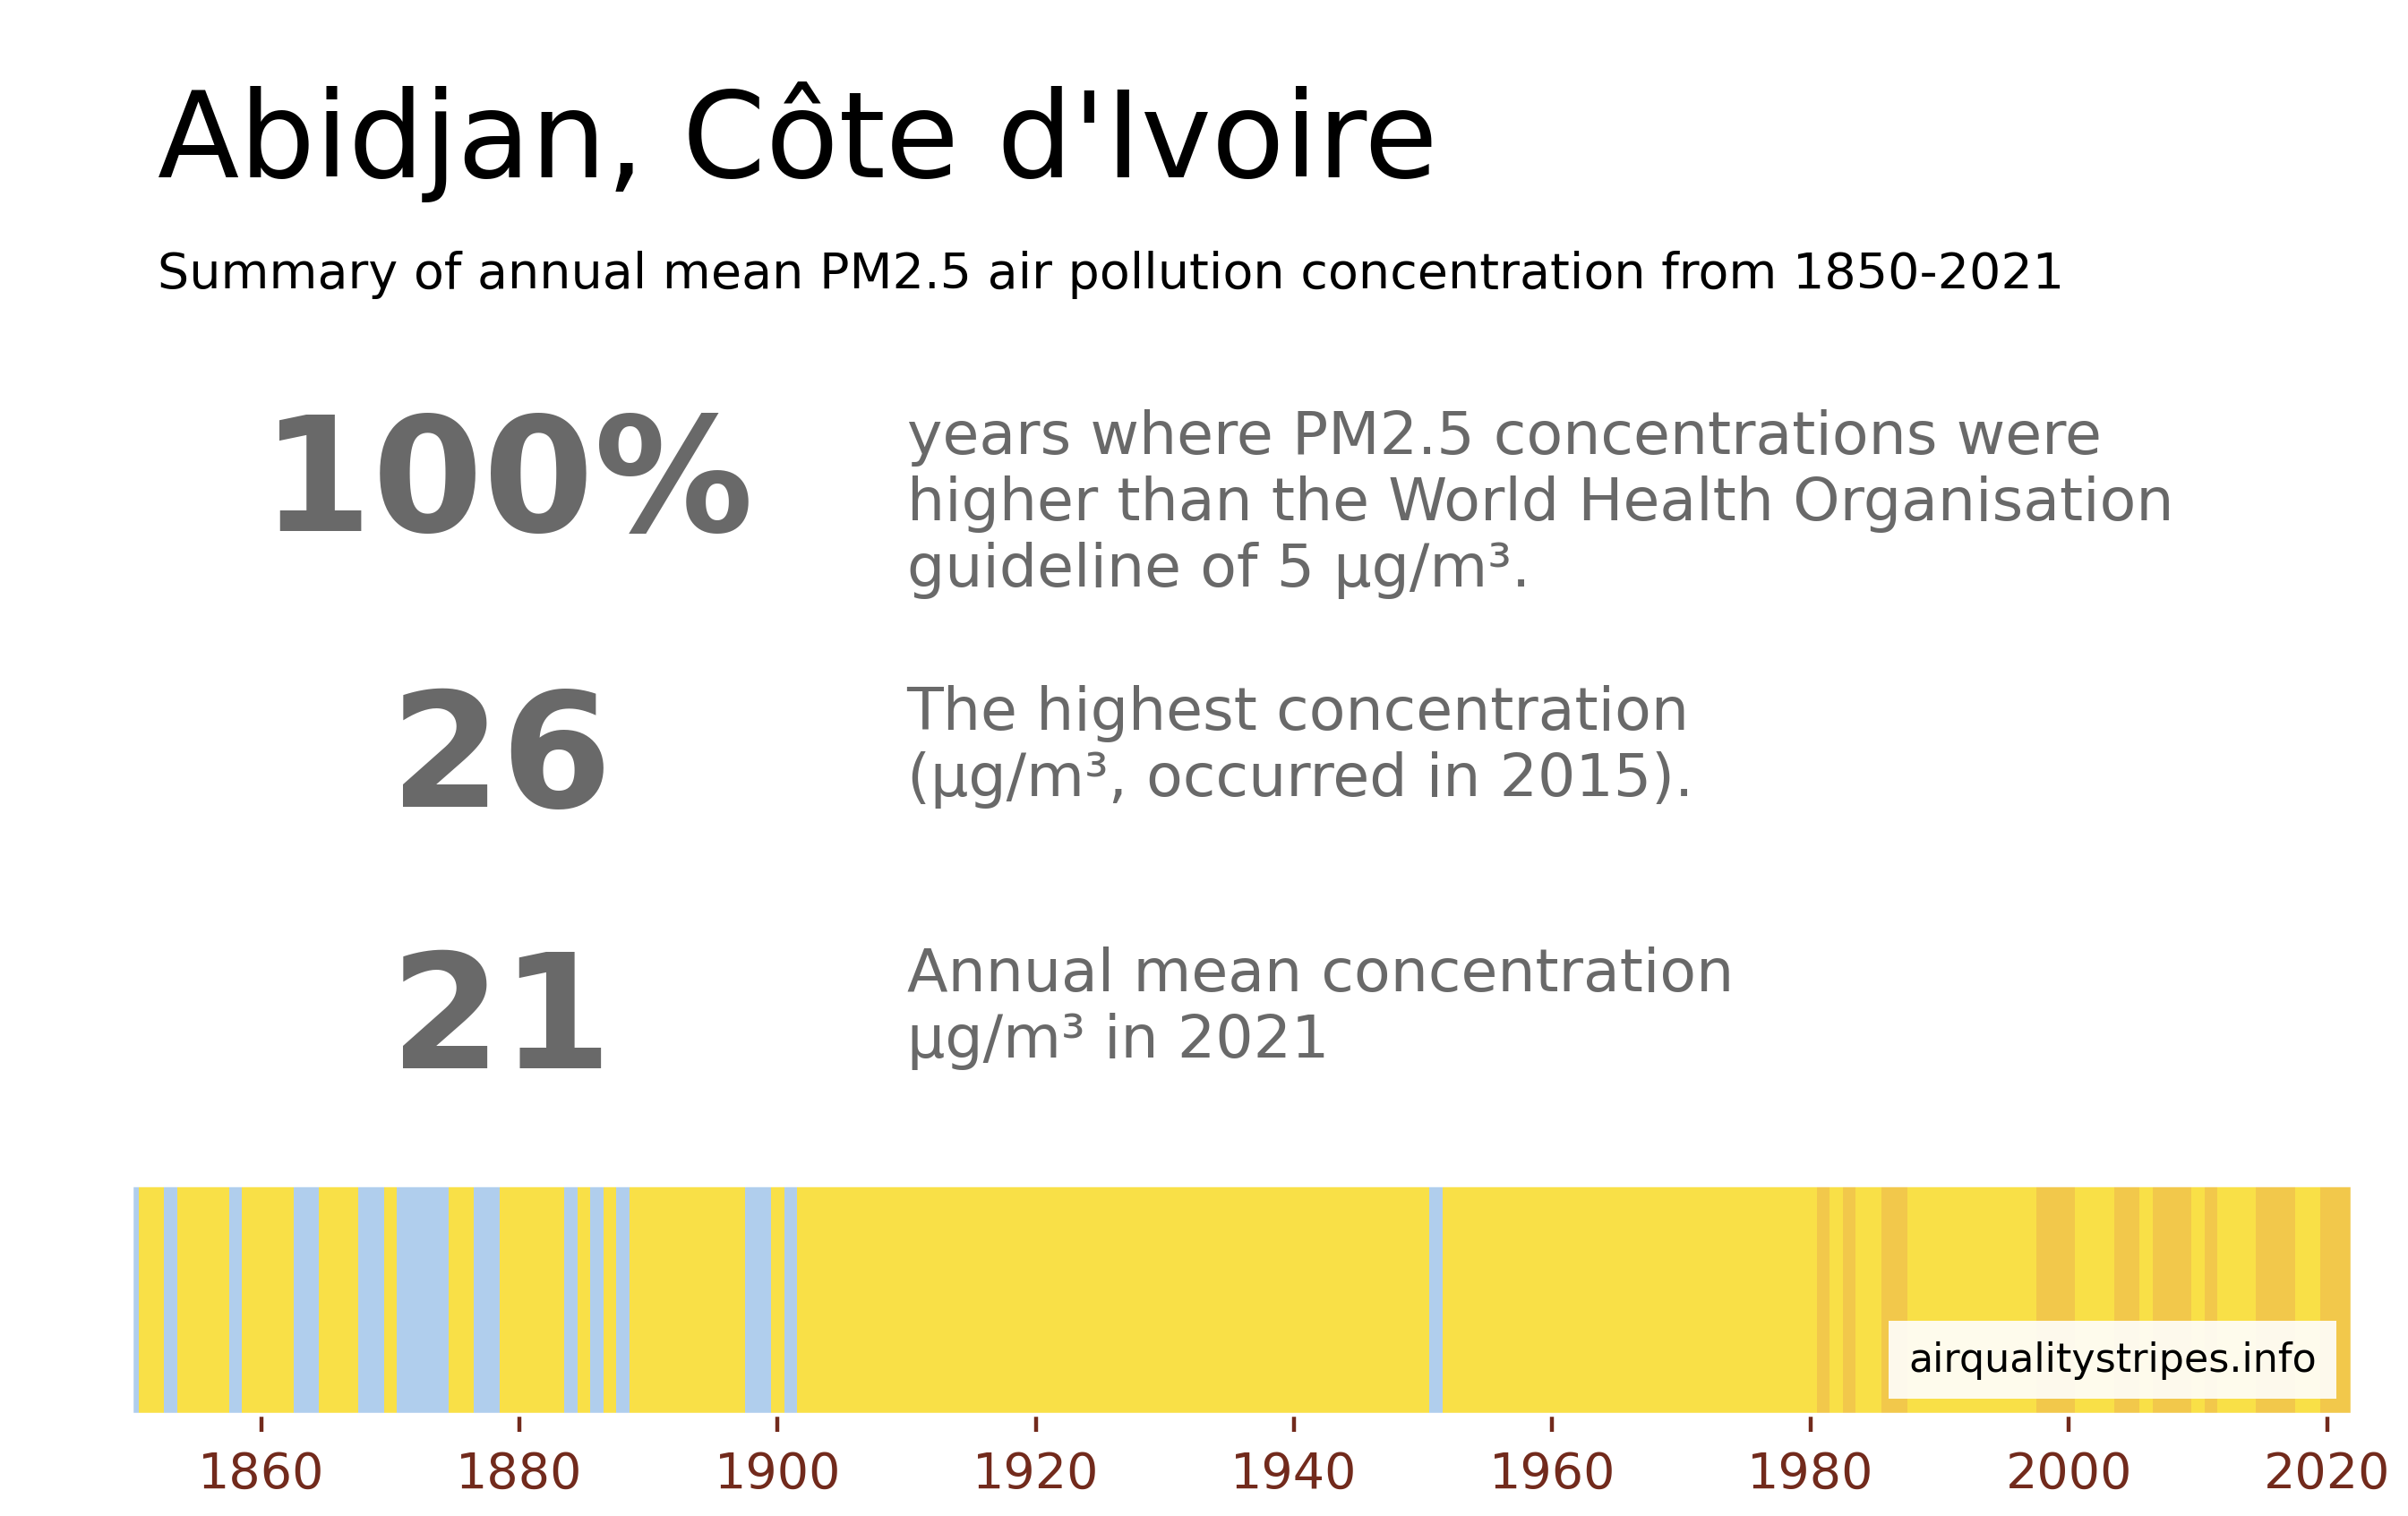 Abidjan, Côte d'Ivoire
Summary of annual mean PM2.5 air pollution concentration from 1850-2021
100%
years where PM2.5 concentrations were
higher than the World Health Organisation
guideline of 5 µg/m³.
26
The highest concentration
(µg/m³, occurred in 2015).
21
Annual mean concentration
µg/m³ in 2021
airqualitystripes.info
1860 1880 1900 1920 1940 1960 1980 2000 2020